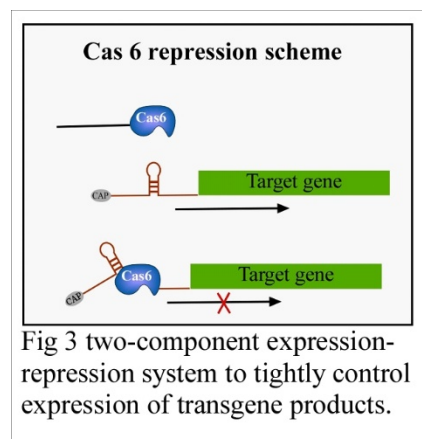 Cas 6 repression scheme
Cas6
CAP
Target gene
CAP
Cas6
Target gene
Fig 3 two-component expression-
repression system to tightly control
expression of transgene products.